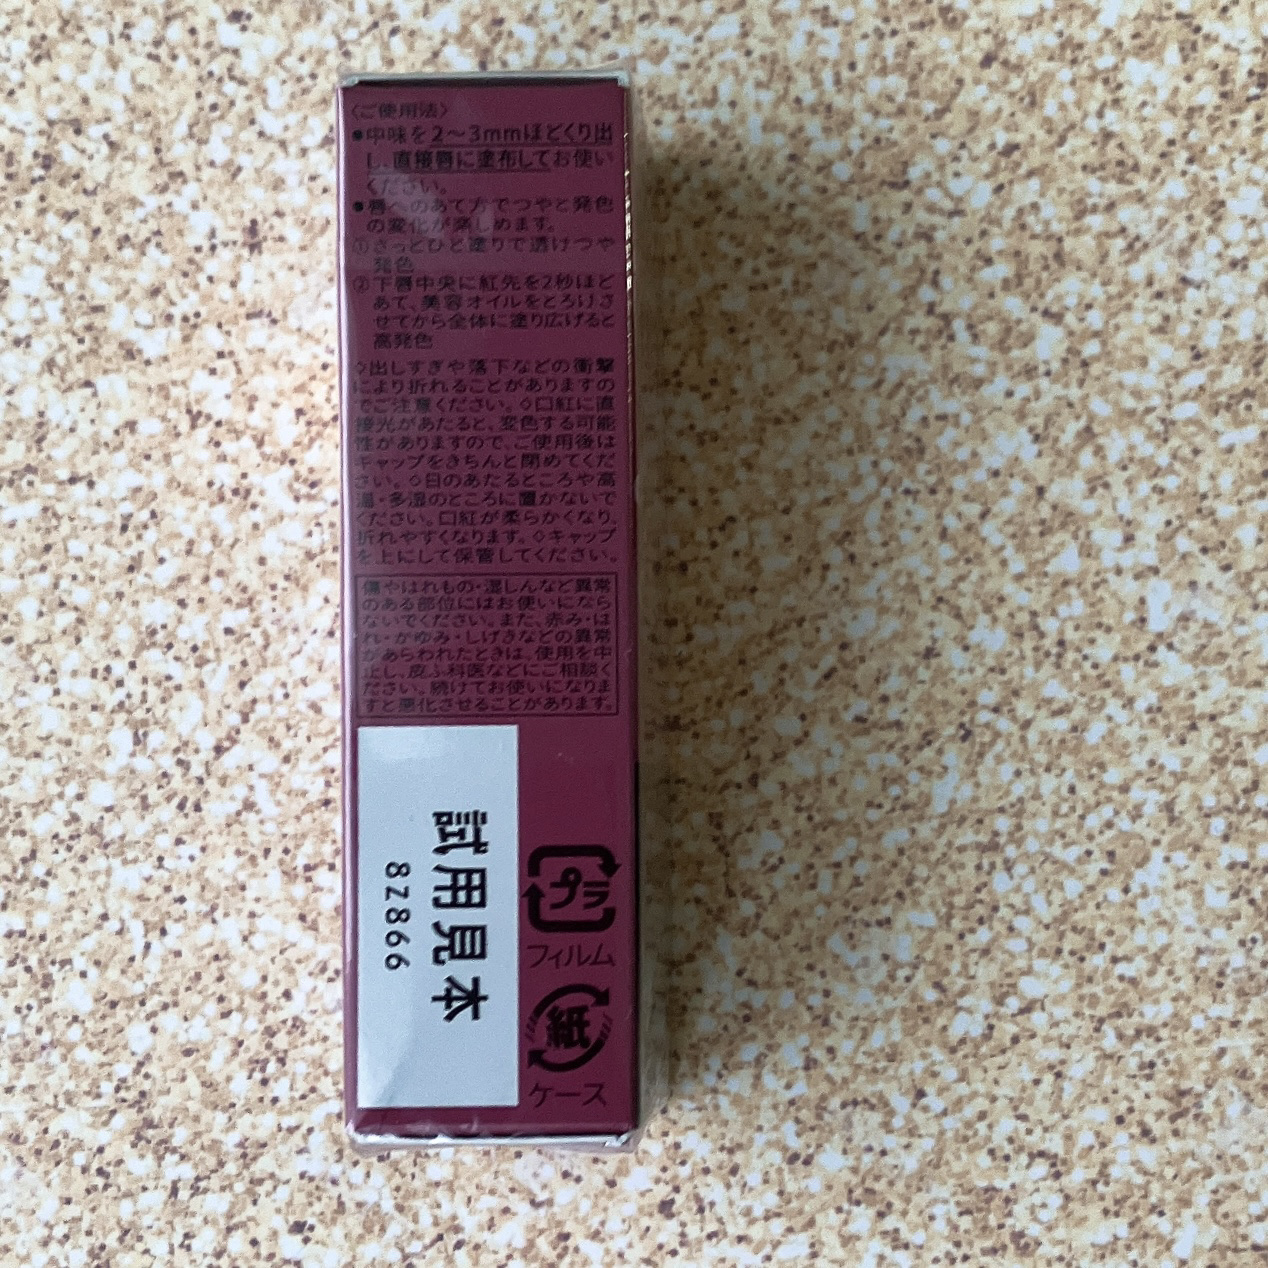 〈ご使用法〉
●中味を2～3mmほどくり出
し、直接唇に塗布してお使い
ください。
●唇へのあて方でつやと発色
の変化が楽しめます。
①さっとひと塗りで透けつや
発色
②下唇中央に紅先を2秒ほど
あて、美容オイルをとろけさ
せてから全体に塗り広げると
高発色
◇出しすぎや落下などの衝撃
により折れることがありますの
でご注意ください。◇口紅に直
接光があたると、変色する可能
性がありますので、ご使用後は
キャップをきちんと閉めてくだ
さい。◇日のあたるところや高
温・多湿のところに置かないで
ください。口紅が柔らかくなり、
折れやすくなります。◇キャップ
を上にして保管してください。
傷やはれもの・湿しんなど異常
のある部位にはお使いになら
ないでください。また、赤み・は
れ・かゆみ・しげきなどの異常
があらわれたときは、使用を中
止し、皮ふ科医などにご相談く
ださい。続けてお使いになりま
すと悪化させることがあります。
試用見本
8Z866
プラ
フィルム
紙
ケース